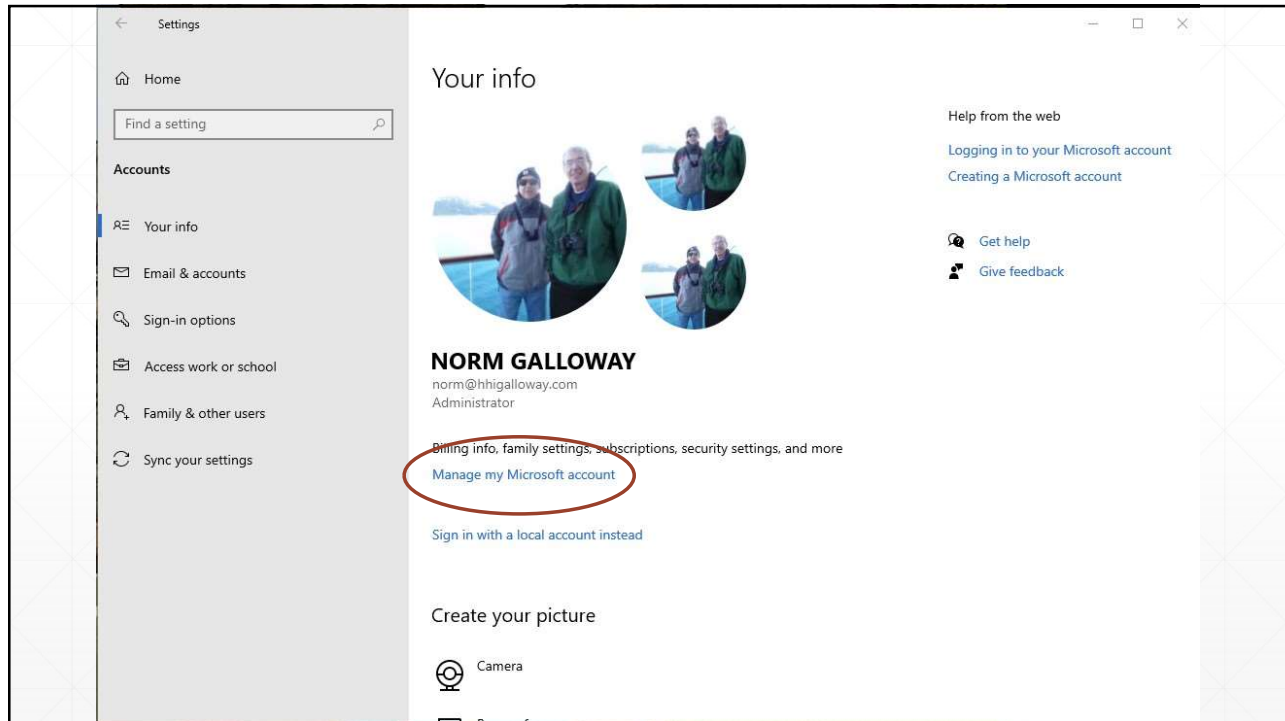 Settings
Home
Find a setting
Accounts
Your info
Email & accounts
Sign-in options
Access work or school
Family & other users
Sync your settings
Your info
NORM GALLOWAY
norm@hhigalloway.com
Administrator
Billing info, family settings, subscriptions, security settings, and more
Manage my Microsoft account
Sign in with a local account instead
Create your picture
Camera
Help from the web
Logging in to your Microsoft account
Creating a Microsoft account
Get help
Give feedback